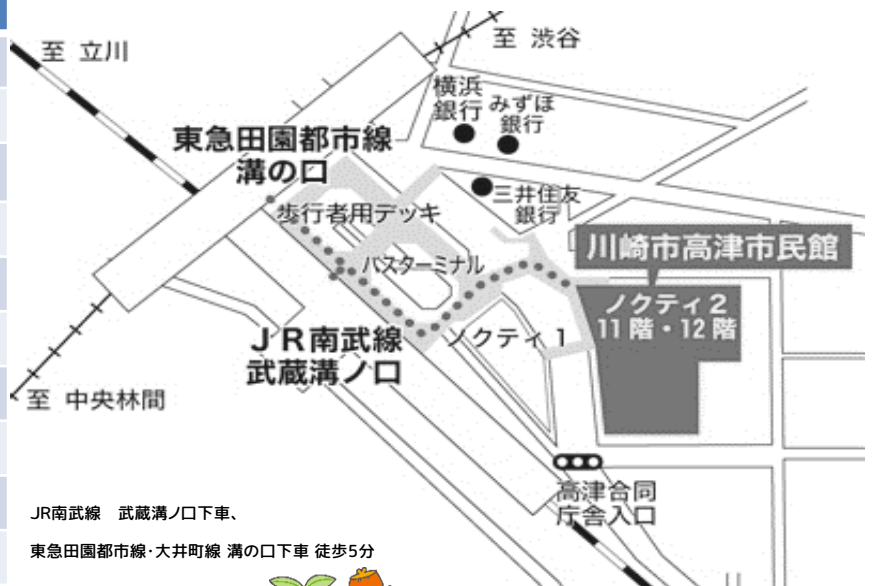 至 立川
至 渋谷
横浜
銀行
みずほ
銀行
東急田園都市線
溝の口
三井住友
銀行
歩行者用デッキ
川崎市高津市民館
バスターミナル
ノクティ2
11階・12階
JR南武線
武蔵溝ノ口
ノクティ1
至 中央林間
高津合同
庁舎入口
JR南武線　武蔵溝ノ口下車、
東急田園都市線・大井町線 溝の口下車 徒歩5分